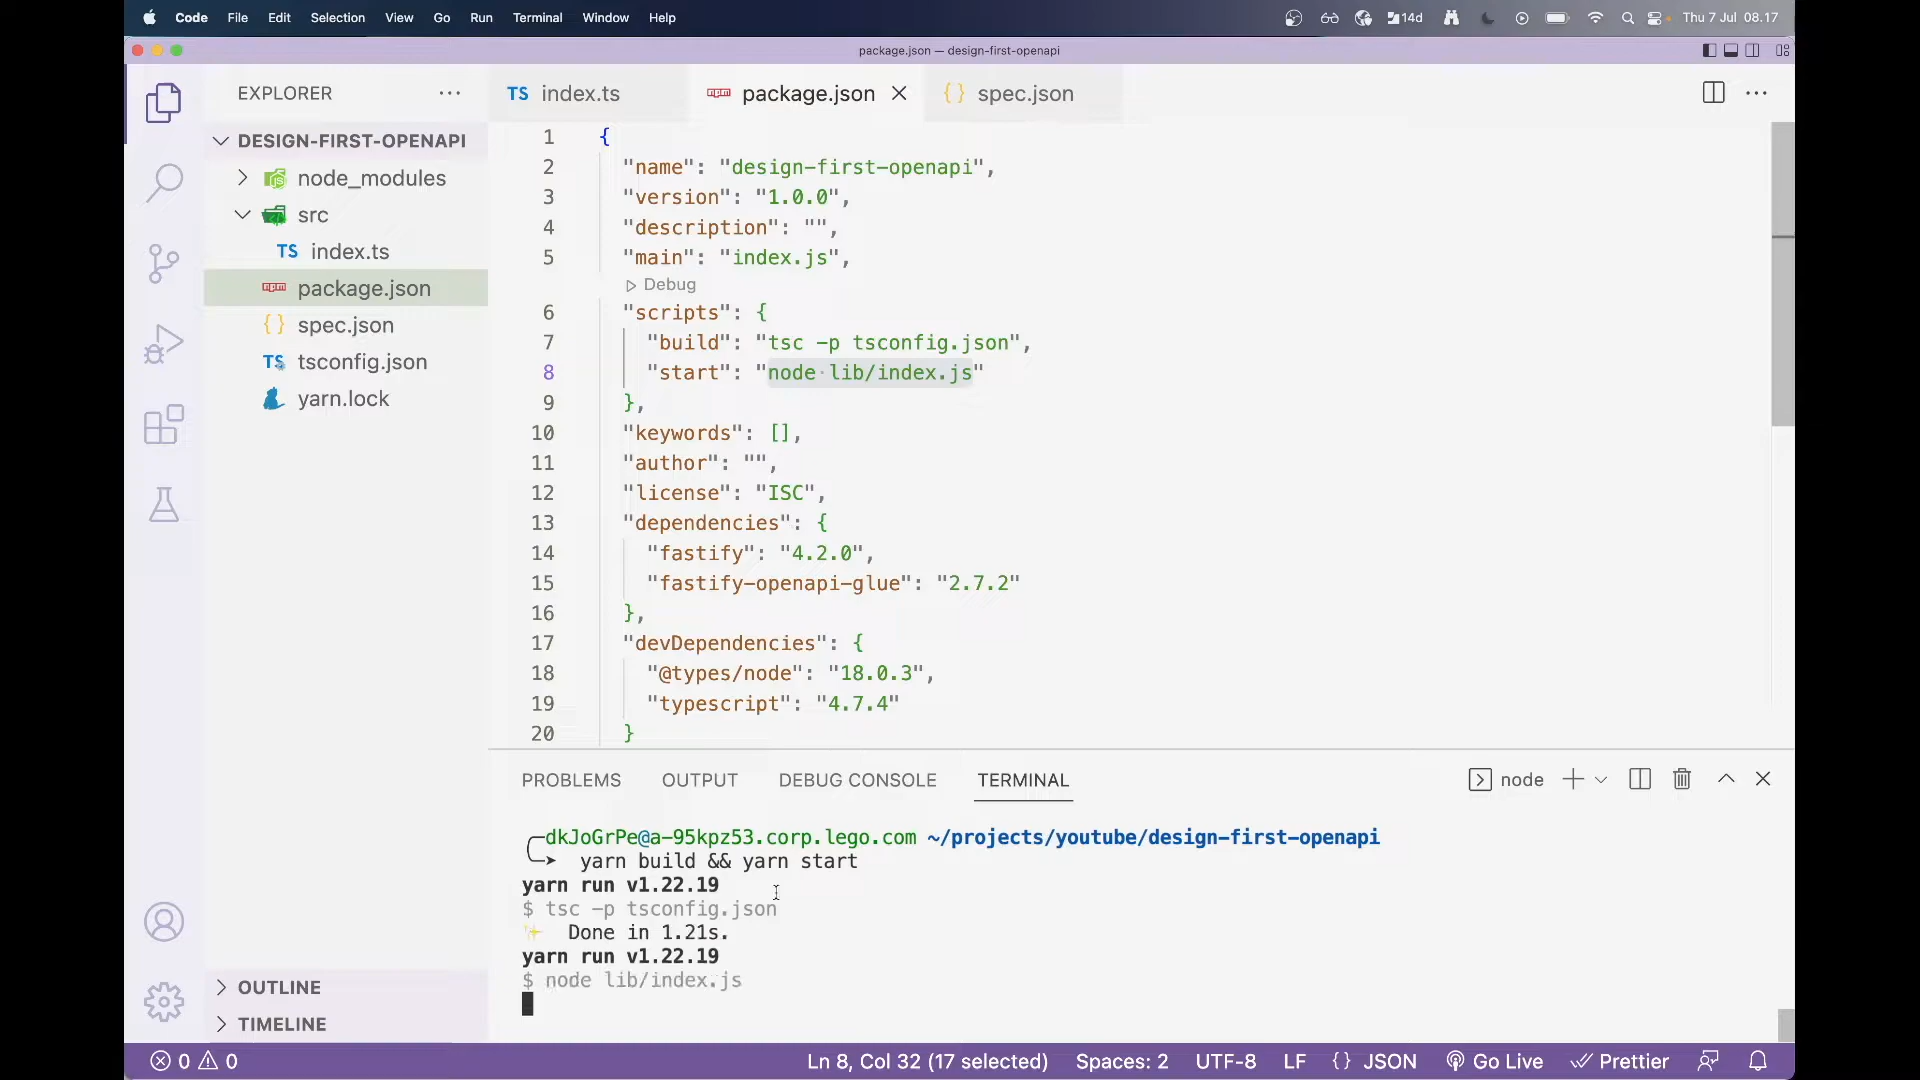 Code File Edit Selection View Go Run Terminal Window Help 14d Thu 7 Jul 08.17
package.json — design-first-openapi
EXPLORER
DESIGN-FIRST-OPENAPI
node_modules
src
TS index.ts
package.json
{} spec.json
TS tsconfig.json
yarn.lock
OUTLINE
TIMELINE
TS index.ts package.json {} spec.json
1 {
2 "name": "design-first-openapi",
3 "version": "1.0.0",
4 "description": "",
5 "main": "index.js",
Debug
6 "scripts": {
7 "build": "tsc -p tsconfig.json",
8 "start": "node·lib/index.js"
9 },
10 "keywords": [],
11 "author": "",
12 "license": "ISC",
13 "dependencies": {
14 "fastify": "4.2.0",
15 "fastify-openapi-glue": "2.7.2"
16 },
17 "devDependencies": {
18 "@types/node": "18.0.3",
19 "typescript": "4.7.4"
20 }
PROBLEMS OUTPUT DEBUG CONSOLE TERMINAL node
dkJoGrPe@a-95kpz53.corp.lego.com ~/projects/youtube/design-first-openapi
yarn build && yarn start
yarn run v1.22.19
$ tsc -p tsconfig.json
✨ Done in 1.21s.
yarn run v1.22.19
$ node lib/index.js
0 0 Ln 8, Col 32 (17 selected) Spaces: 2 UTF-8 LF {} JSON Go Live Prettier